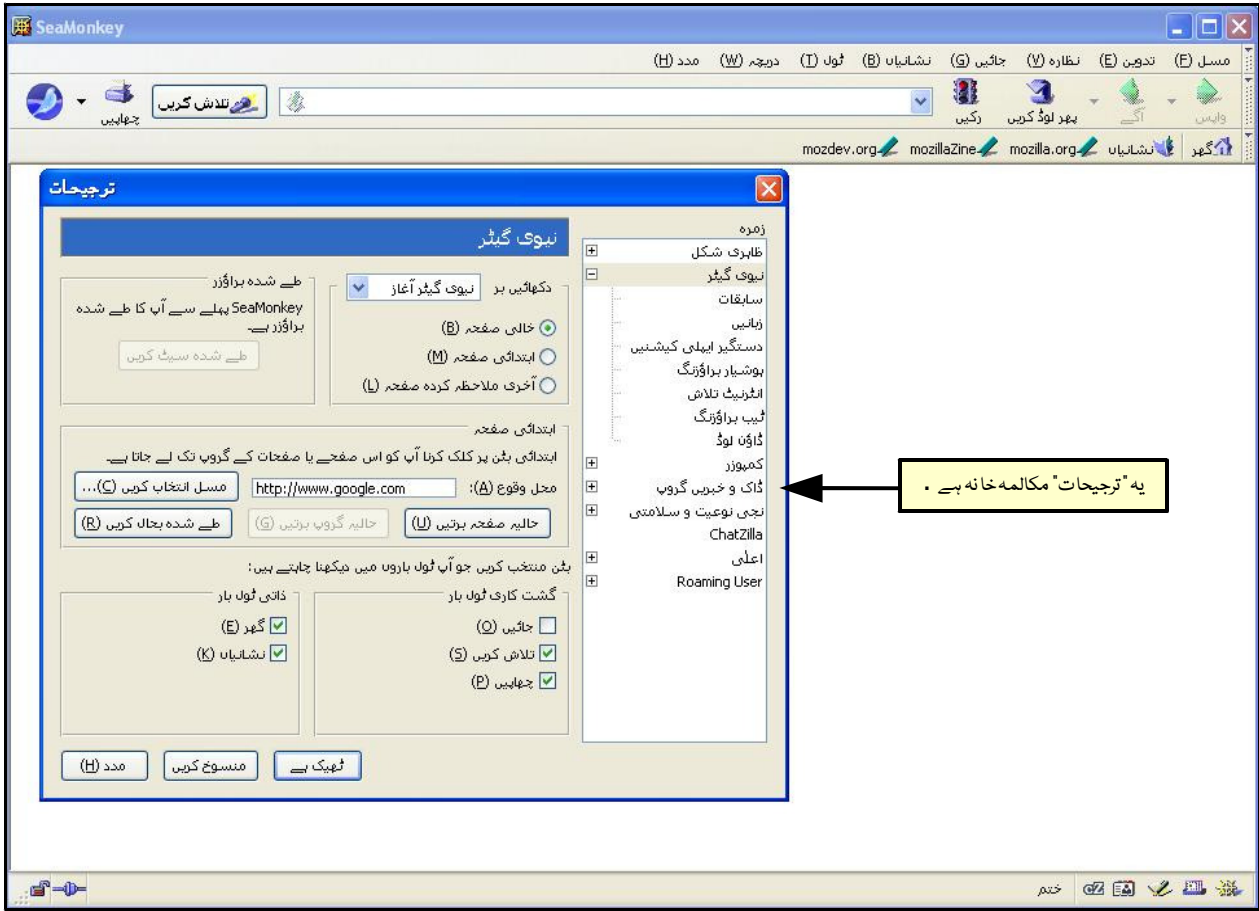 SeaMonkey
مسل (F) تدوین (E) نظارہ (V) جائیں (G) نشانیاں (B) ٹول (T) دریچہ (W) مدد (H)
واپس آگے پھر لوڈ کریں رکیں تلاش کریں چھاپیں
گھر نشانیاں mozilla.org mozillaZine mozdev.org
ترجیحات
زمرہ
ظاہری شکل
نیوی گیٹر
سابقات
زبانیں
دستگیر ایپلی کیشنیں
ہوشیار براؤزنگ
انٹرنیٹ تلاش
ٹیب براؤزنگ
ڈاؤن لوڈ
کمپوزر
ڈاک و خبریں گروپ
نجی نوعیت و سلامتی
ChatZilla
اعلٰی
Roaming User
نیوی گیٹر
دکھائیں بر نیوی گیٹر آغاز
خالی صفحہ (B)
ابتدائی صفحہ (M)
آخری ملاحظہ کردہ صفحہ (L)
طے شدہ براؤزر
SeaMonkey پہلے سے آپ کا طے شدہ
براؤزر ہے۔
طے شدہ سیٹ کریں
ابتدائی صفحہ
ابتدائی بٹن پر کلک کرنا آپ کو اس صفحے یا صفحات کے گروپ تک لے جاتا ہے۔
محل وقوع (A): http://www.google.com مسل انتخاب کریں (C)...
حالیہ صفحہ برتیں (U) حالیہ گروپ برتیں (G) طے شدہ بحال کریں (R)
بٹن منتخب کریں جو آپ ٹول باروں میں دیکھنا چاہتے ہیں:
گشت کاری ٹول بار
جائیں (O)
تلاش کریں (S)
چھاپیں (P)
ذاتی ٹول بار
گھر (E)
نشانیاں (K)
ٹھیک ہے منسوخ کریں مدد (H)
یہ "ترجیحات" مکالمہ خانہ ہے ۔
ختم